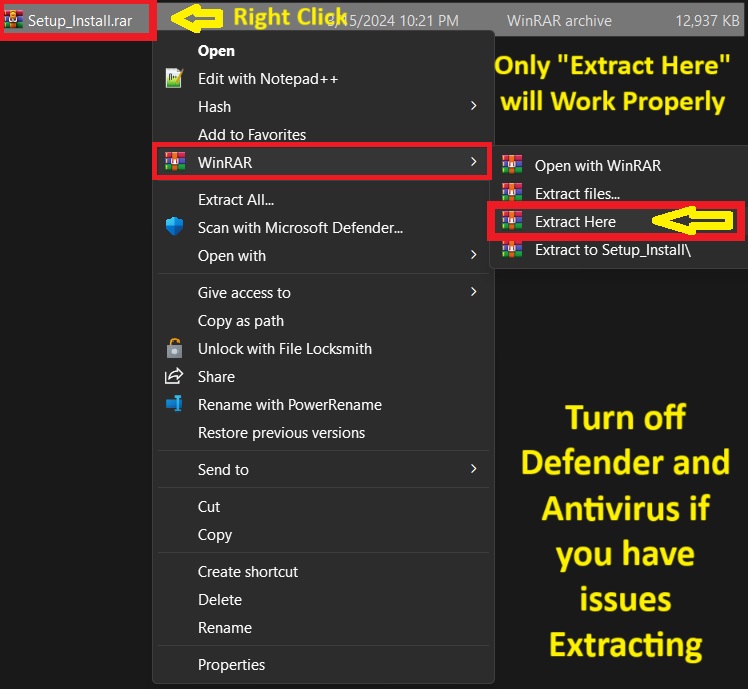 Setup_Install.rar
Right Click
15/2024 10:21 PM
WinRAR archive
12,937 KB
Only "Extract Here"
will Work Properly
Open
Edit with Notepad++
Hash
Add to Favorites
WinRAR
Extract All...
Scan with Microsoft Defender...
Open with
Give access to
Copy as path
Unlock with File Locksmith
Share
Rename with PowerRename
Restore previous versions
Send to
Cut
Copy
Create shortcut
Delete
Rename
Properties
Open with WinRAR
Extract files...
Extract Here
Extract to Setup_Install\
Turn off
Defender and
Antivirus if
you have
issues
Extracting